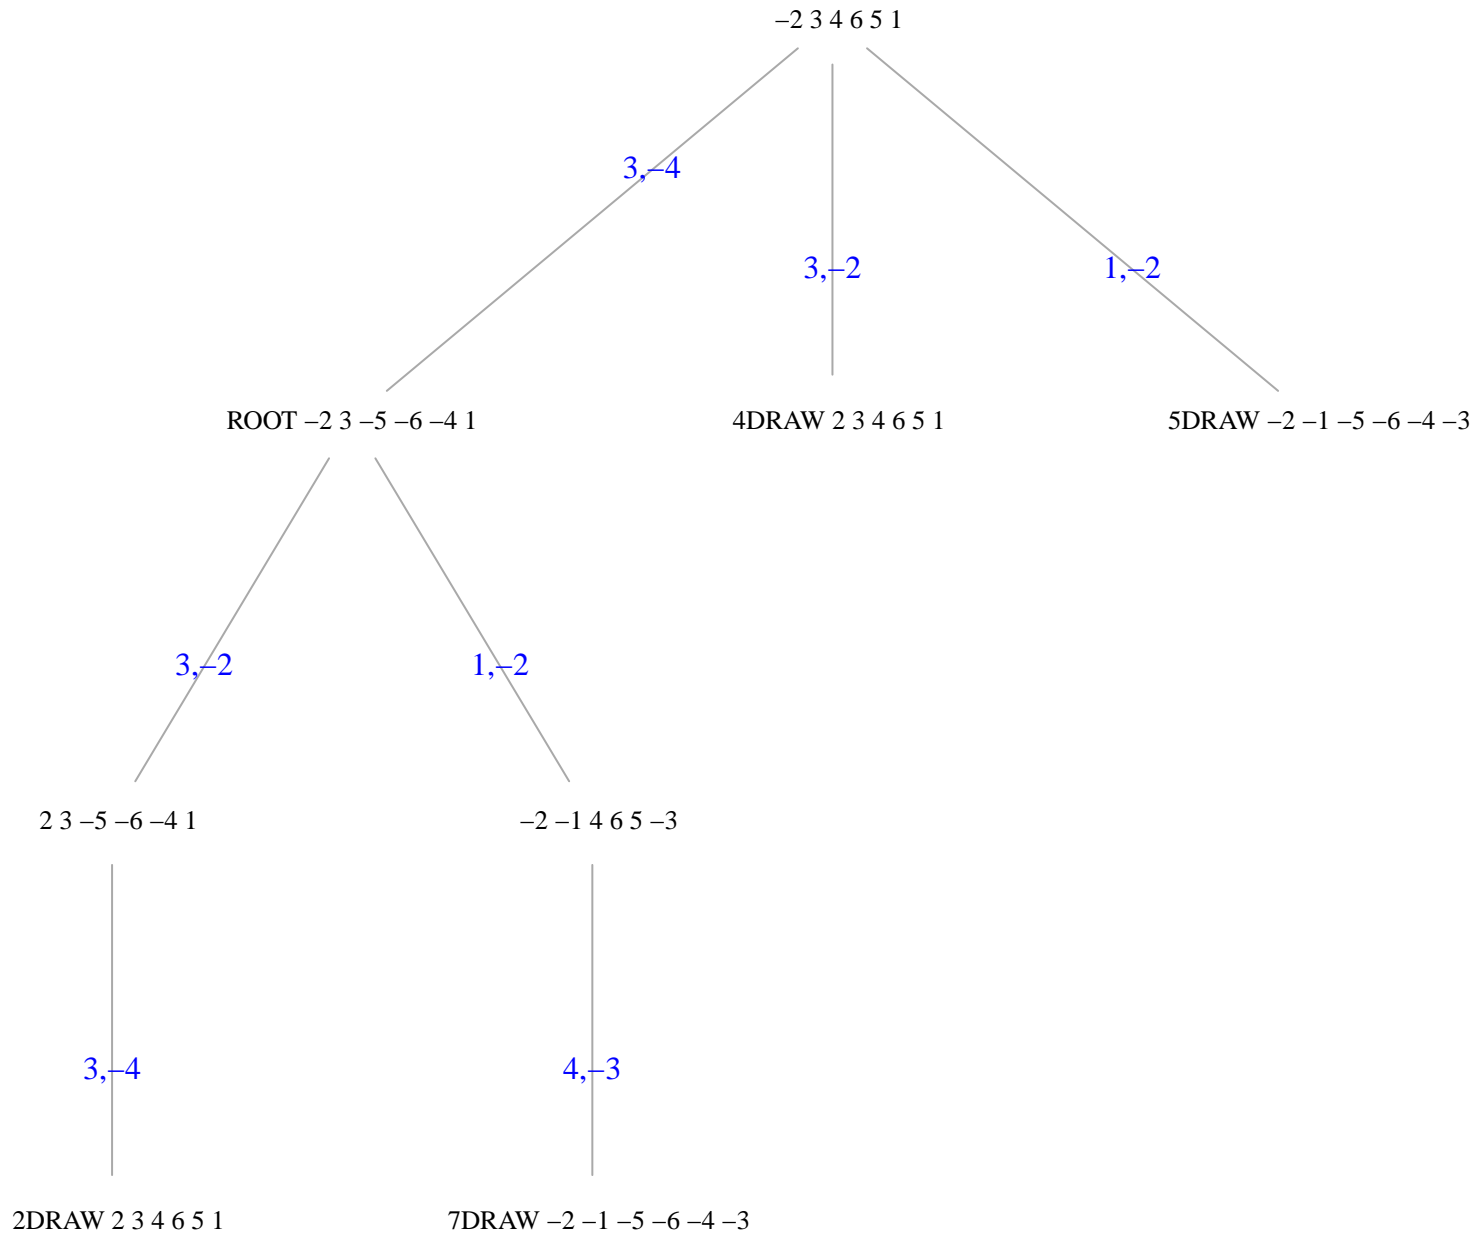 –2 3 4 6 5 1
3,–4
3,–2
1,–2
ROOT –2 3 –5 –6 –4 1
4DRAW 2 3 4 6 5 1
5DRAW –2 –1 –5 –6 –4 –3
3,–2
1,–2
2 3 –5 –6 –4 1
–2 –1 4 6 5 –3
3,–4
4,–3
2DRAW 2 3 4 6 5 1
7DRAW –2 –1 –5 –6 –4 –3